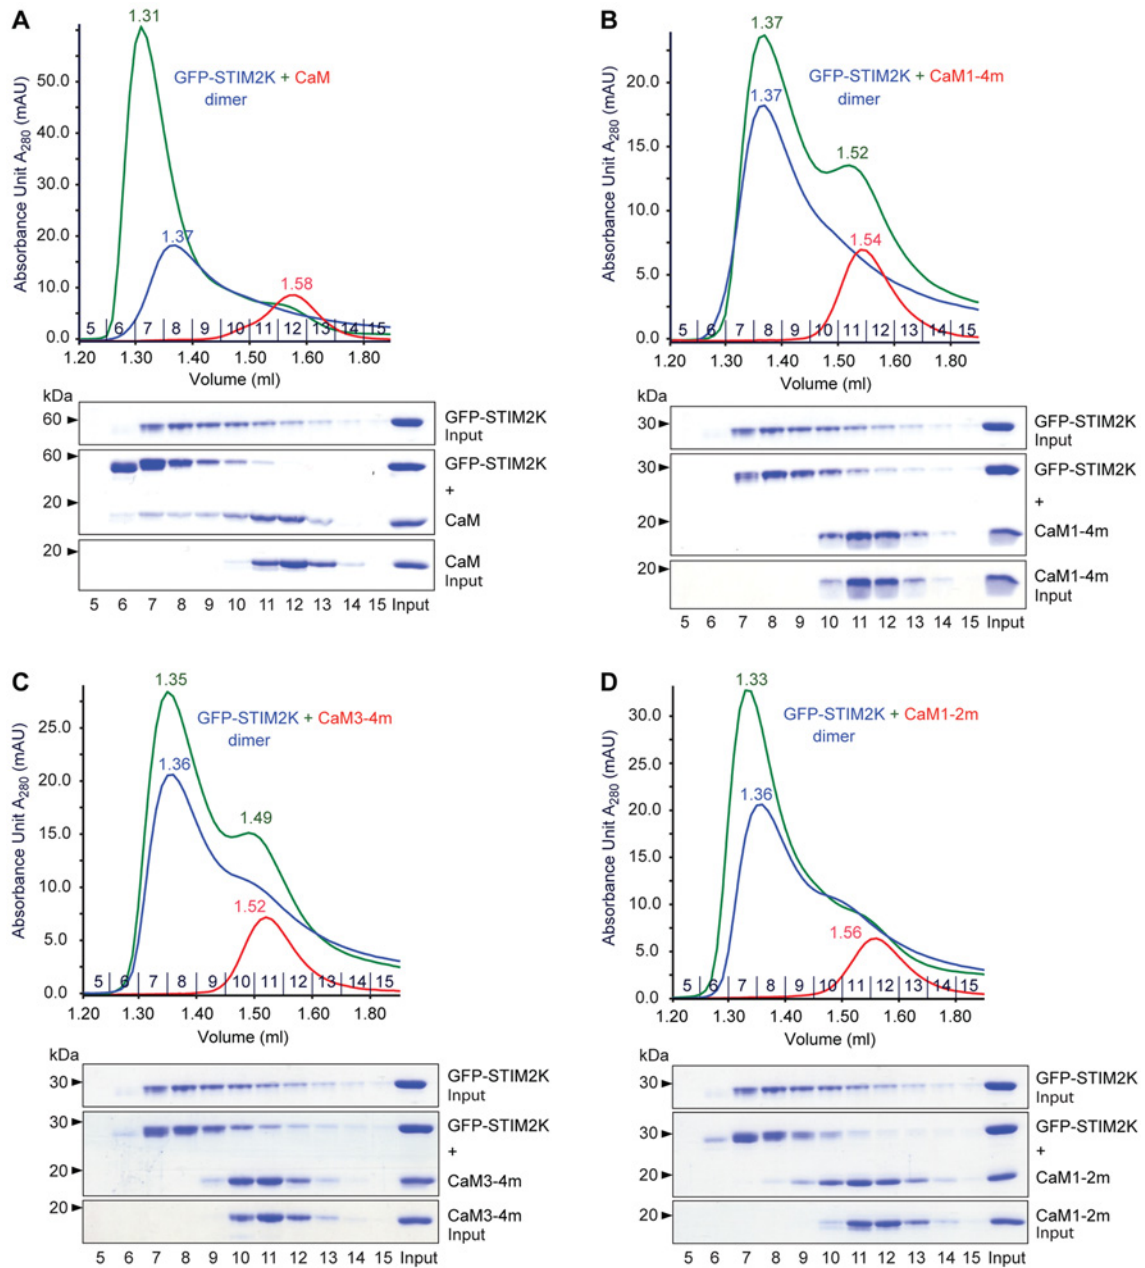 A
1.31
GFP-STIM2K + CaM
dimer
1.37
1.58
Absorbance Unit A280 (mAU)
50.0
40.0
30.0
20.0
10.0
0.0
5 6 7 8 9 10 11 12 13 14 15
1.20 1.30 1.40 1.50 1.60 1.80
Volume (ml)
kDa
60
GFP-STIM2K
Input
60
GFP-STIM2K
+
20
CaM
20
CaM
Input
5 6 7 8 9 10 11 12 13 14 15 Input
B
1.37
GFP-STIM2K + CaM1-4m
dimer
1.37
1.52
1.54
Absorbance Unit A280 (mAU)
20.0
15.0
10.0
5.0
0.0
5 6 7 8 9 10 11 12 13 14 15
1.20 1.30 1.40 1.50 1.60 1.80
Volume (ml)
kDa
30
GFP-STIM2K
Input
30
GFP-STIM2K
+
20
CaM1-4m
20
CaM1-4m
Input
5 6 7 8 9 10 11 12 13 14 15 Input
C
1.35
GFP-STIM2K + CaM3-4m
dimer
1.36
1.49
1.52
Absorbance Unit A280 (mAU)
25.0
20.0
15.0
10.0
5.0
0.0
5 6 7 8 9 10 11 12 13 14 15
1.20 1.30 1.40 1.50 1.60 1.80
Volume (ml)
kDa
30
GFP-STIM2K
Input
30
GFP-STIM2K
+
20
CaM3-4m
20
CaM3-4m
Input
5 6 7 8 9 10 11 12 13 14 15 Input
D
1.33
GFP-STIM2K + CaM1-2m
dimer
1.36
1.56
Absorbance Unit A280 (mAU)
30.0
25.0
20.0
15.0
10.0
5.0
0.0
5 6 7 8 9 10 11 12 13 14 15
1.20 1.30 1.40 1.50 1.60 1.80
Volume (ml)
kDa
30
GFP-STIM2K
Input
30
GFP-STIM2K
+
20
CaM1-2m
20
CaM1-2m
Input
5 6 7 8 9 10 11 12 13 14 15 Input